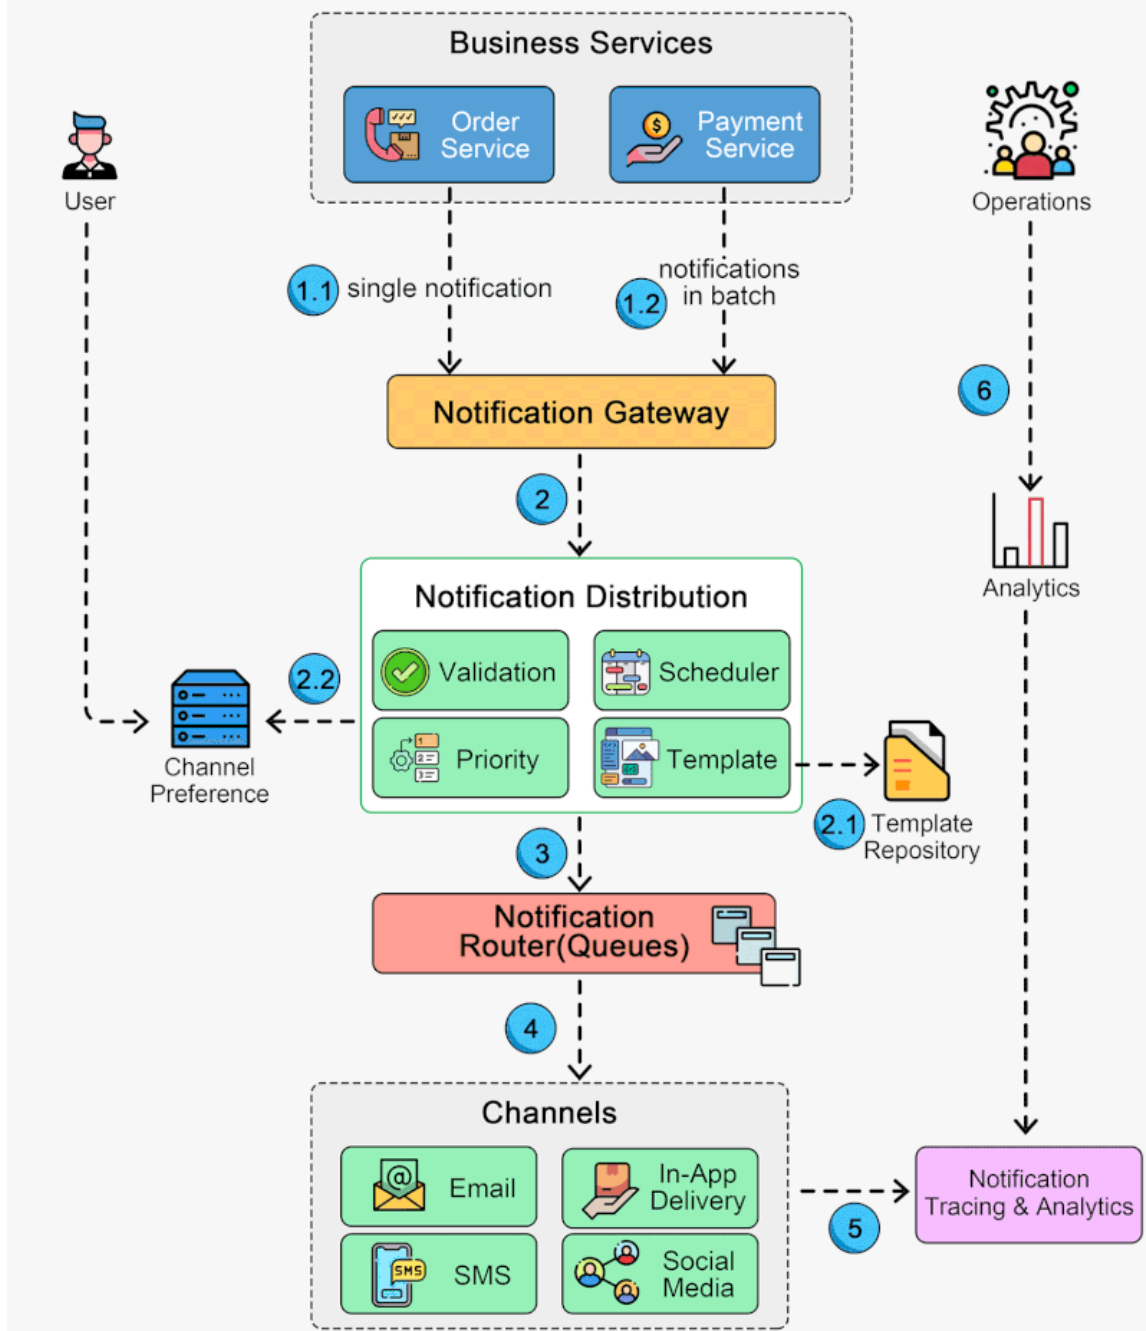 Business Services
Order
Service
Payment
Service
User
Operations
1.1
single notification
1.2
notifications
in batch
Notification Gateway
6
2
Analytics
Notification Distribution
Validation
Scheduler
Priority
Template
2.2
Channel
Preference
2.1
Template
Repository
3
Notification
Router(Queues)
4
Channels
@
Email
In-App
Delivery
SMS
SMS
Social
Media
5
Notification
Tracing & Analytics